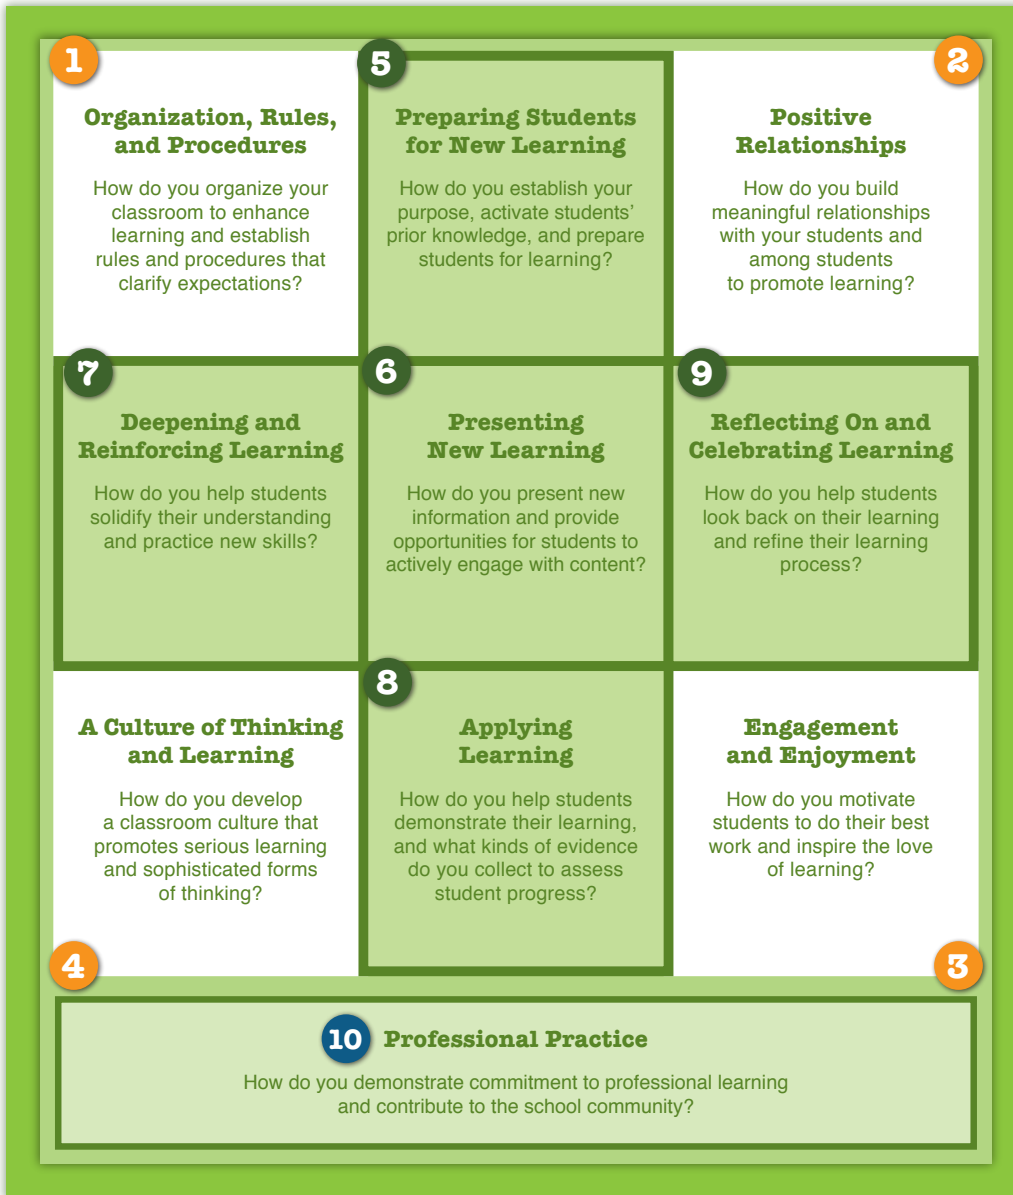 1
Organization, Rules,
and Procedures
How do you organize your
classroom to enhance
learning and establish
rules and procedures that
clarify expectations?
5
Preparing Students
for New Learning
How do you establish your
purpose, activate students’
prior knowledge, and prepare
students for learning?
2
Positive
Relationships
How do you build
meaningful relationships
with your students and
among students
to promote learning?
7
Deepening and
Reinforcing Learning
How do you help students
solidify their understanding
and practice new skills?
6
Presenting
New Learning
How do you present new
information and provide
opportunities for students to
actively engage with content?
9
Reflecting On and
Celebrating Learning
How do you help students
look back on their learning
and refine their learning
process?
A Culture of Thinking
and Learning
How do you develop
a classroom culture that
promotes serious learning
and sophisticated forms
of thinking?
4
8
Applying
Learning
How do you help students
demonstrate their learning,
and what kinds of evidence
do you collect to assess
student progress?
Engagement
and Enjoyment
How do you motivate
students to do their best
work and inspire the love
of learning?
3
10 Professional Practice
How do you demonstrate commitment to professional learning
and contribute to the school community?